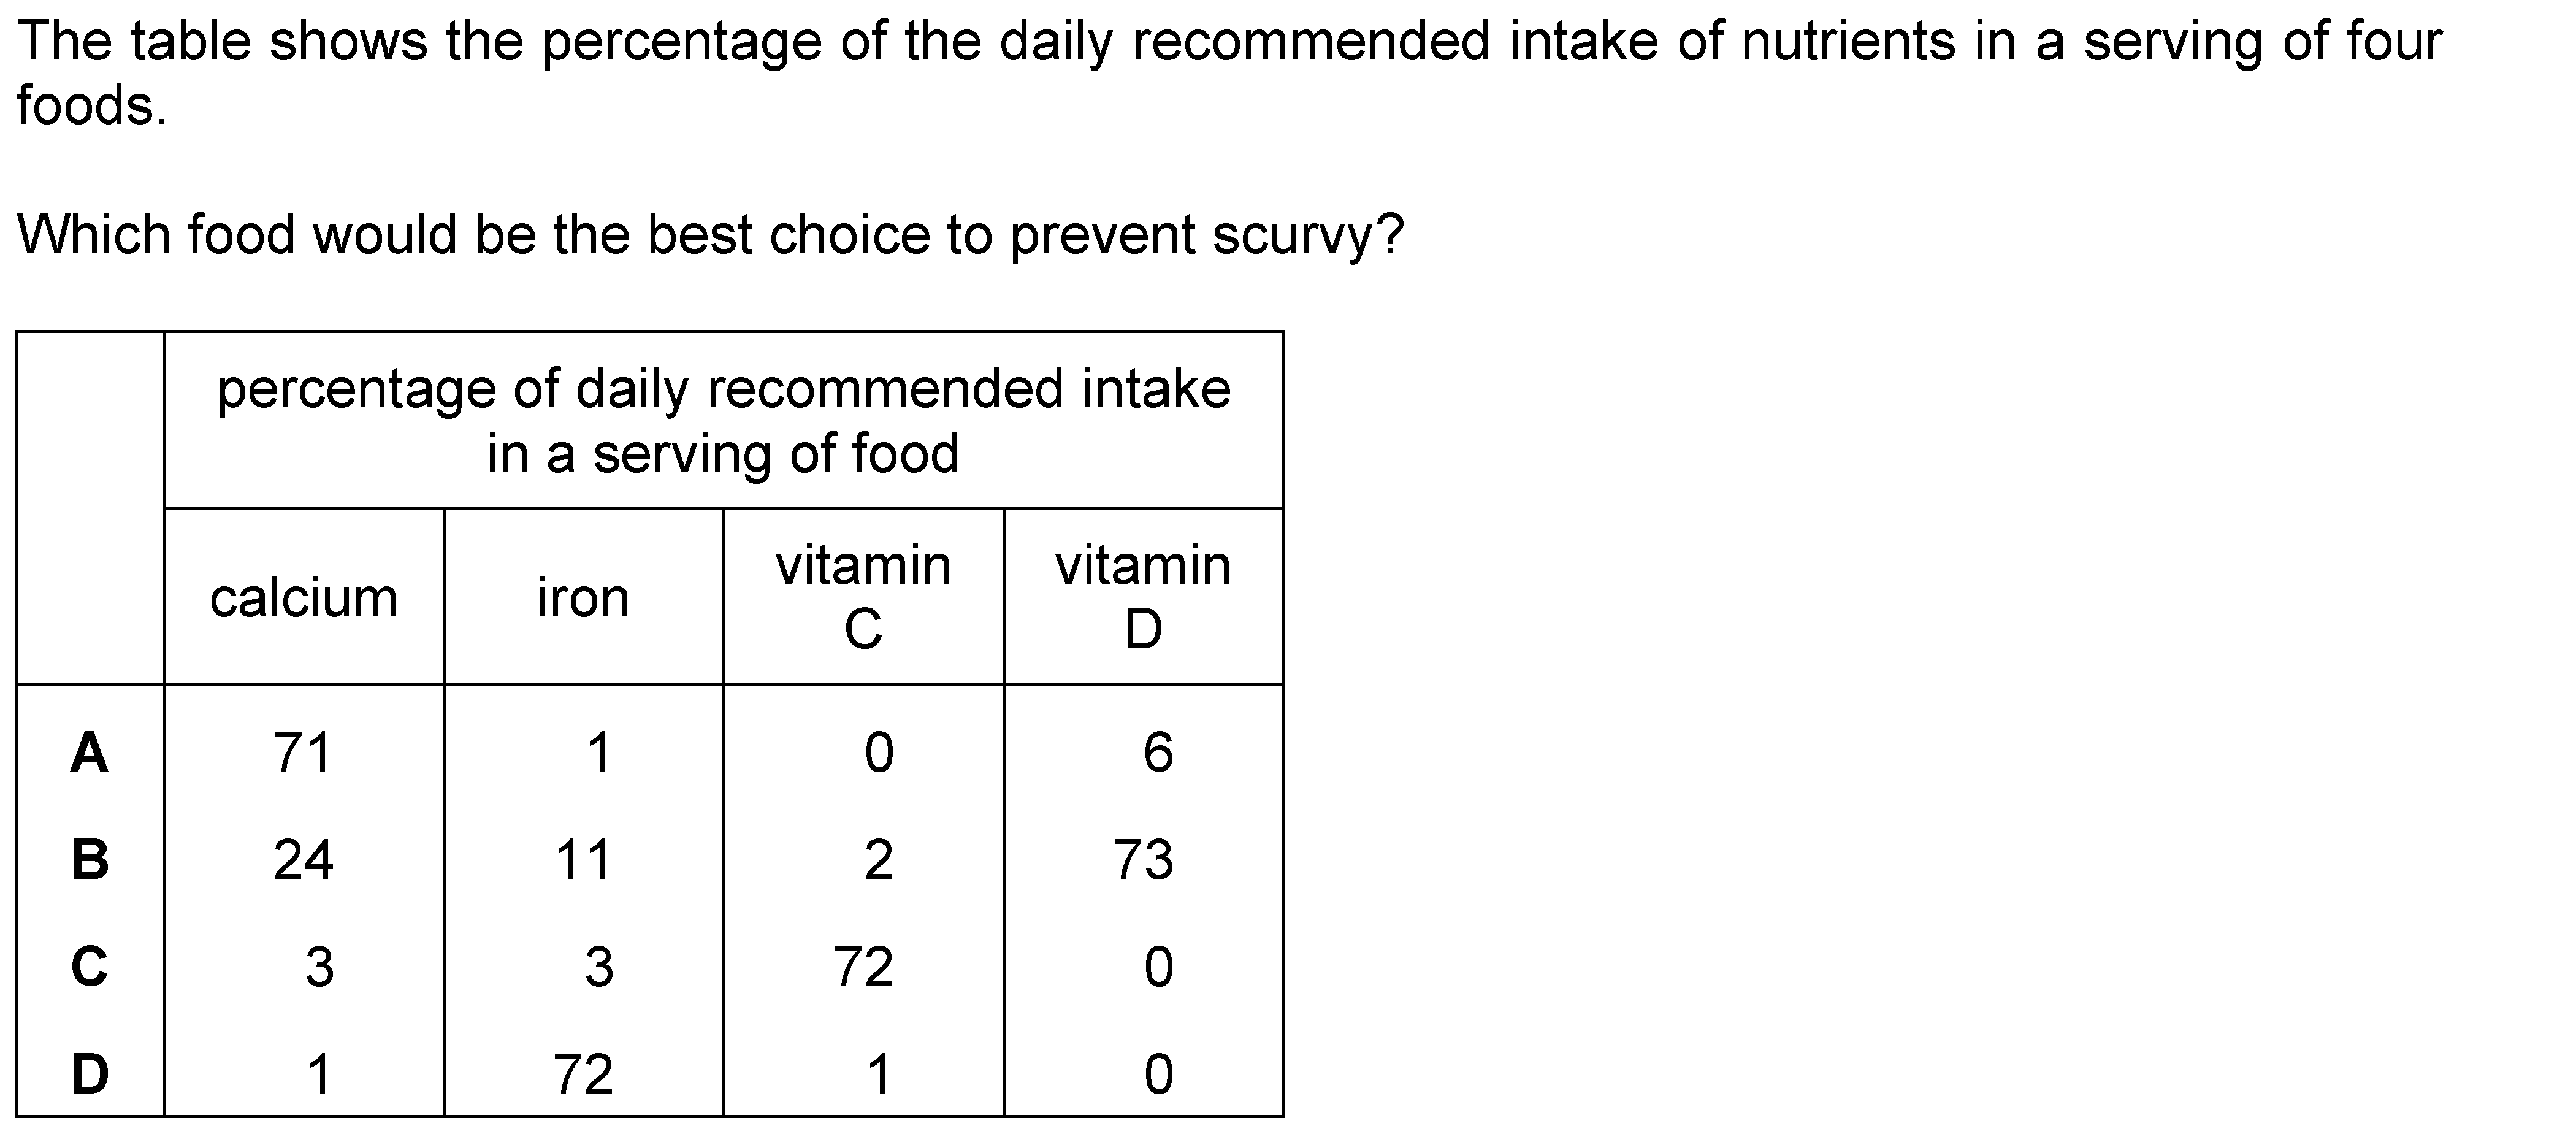 The table shows the percentage of the daily recommended intake of nutrients in a serving of four
foods.
Which food would be the best choice to prevent scurvy?
percentage of daily recommended intake
in a serving of food
calcium iron vitamin C vitamin D
A 71 1 0 6
B 24 11 2 73
C 3 3 72 0
D 1 72 1 0